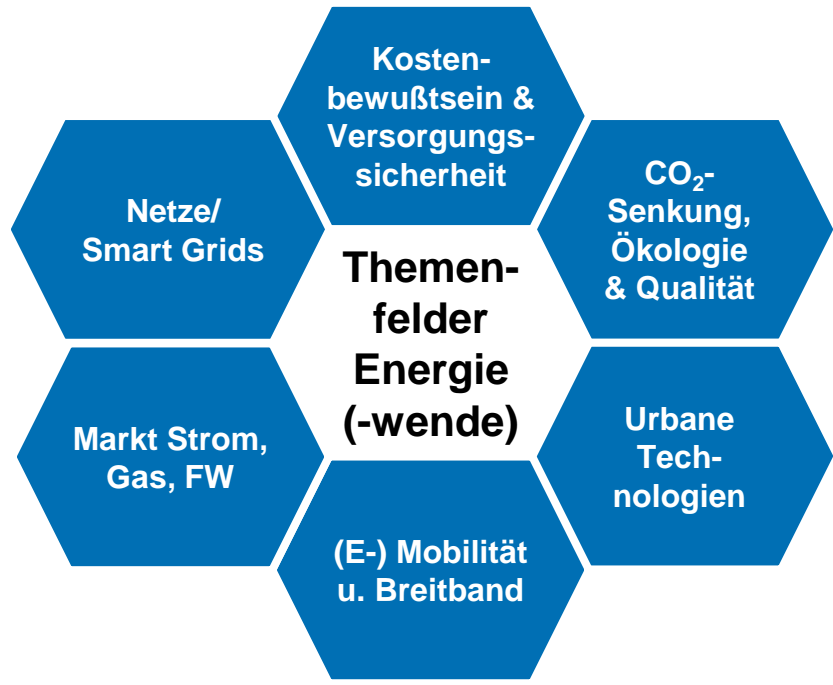 Kosten-
bewußtsein &
Versorgungs-
sicherheit
CO₂-
Senkung,
Ökologie
& Qualität
Urbane
Tech-
nologien
(E-) Mobilität
u. Breitband
Markt Strom,
Gas, FW
Netze/
Smart Grids
Themen-
felder
Energie
(-wende)